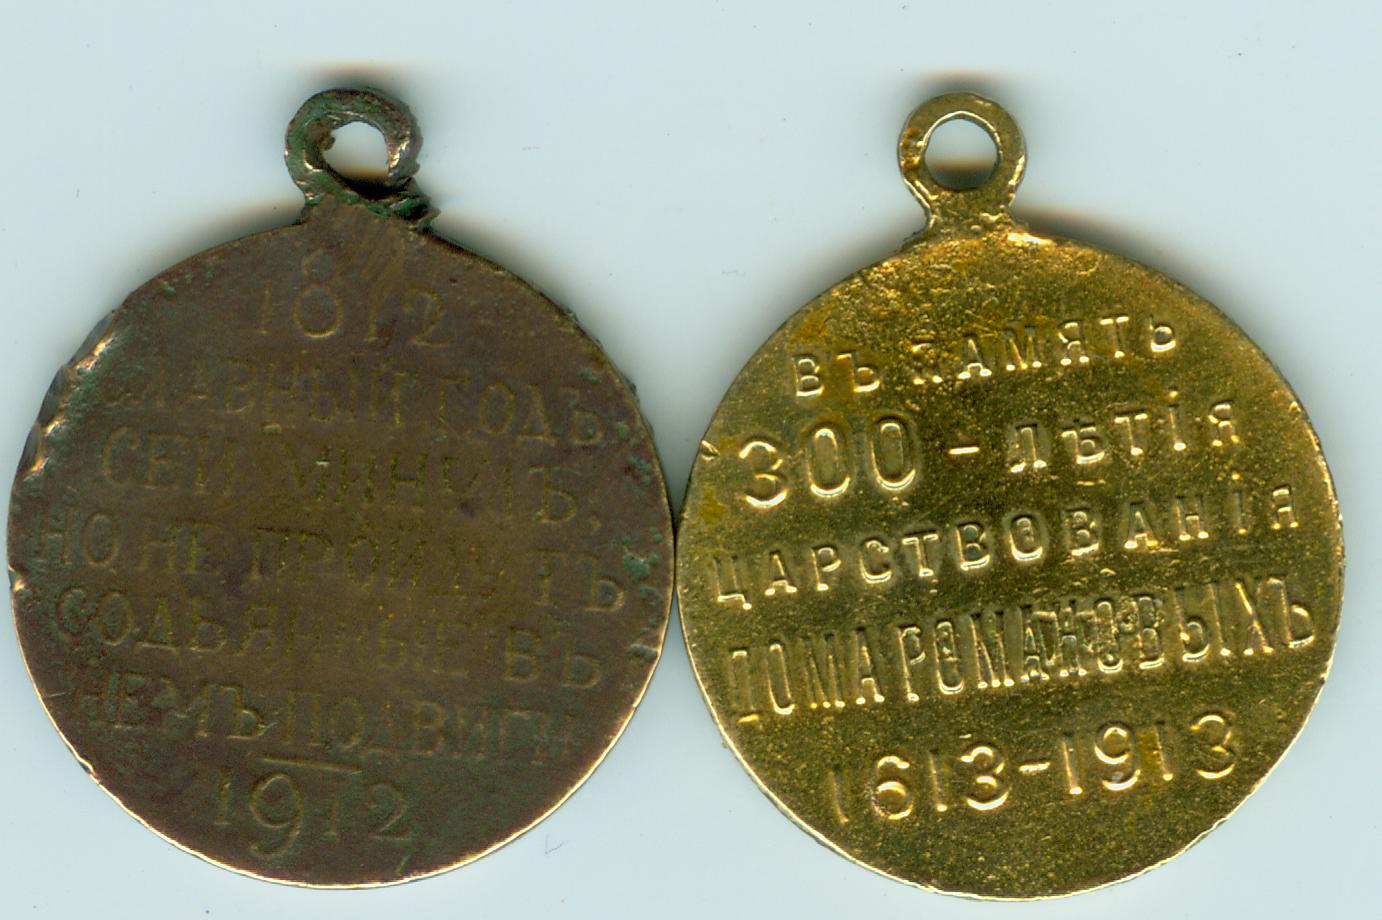 1812
СЛАВНЫЙ ГОДЪ
СЕЙ МИНУЛЪ,
НО НЕ ПРОЙДУТЪ
СОДѢЯННЫЕ ВЪ
НЕМЪ ПОДВИГИ
1912
ВЪ ПАМЯТЬ
300-ЛѢТІЯ
ЦАРСТВОВАНІЯ
ДОМА РОМАНОВЫХЪ
1613-1913